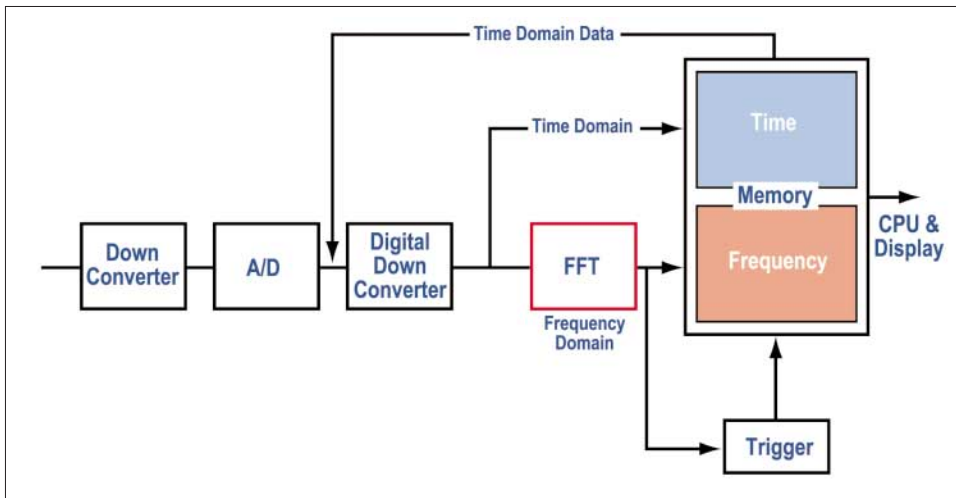 Time Domain Data
Time Domain
Time
Memory
Frequency
CPU &
Display
Down
Converter
A/D
Digital
Down
Converter
FFT
Frequency
Domain
Trigger